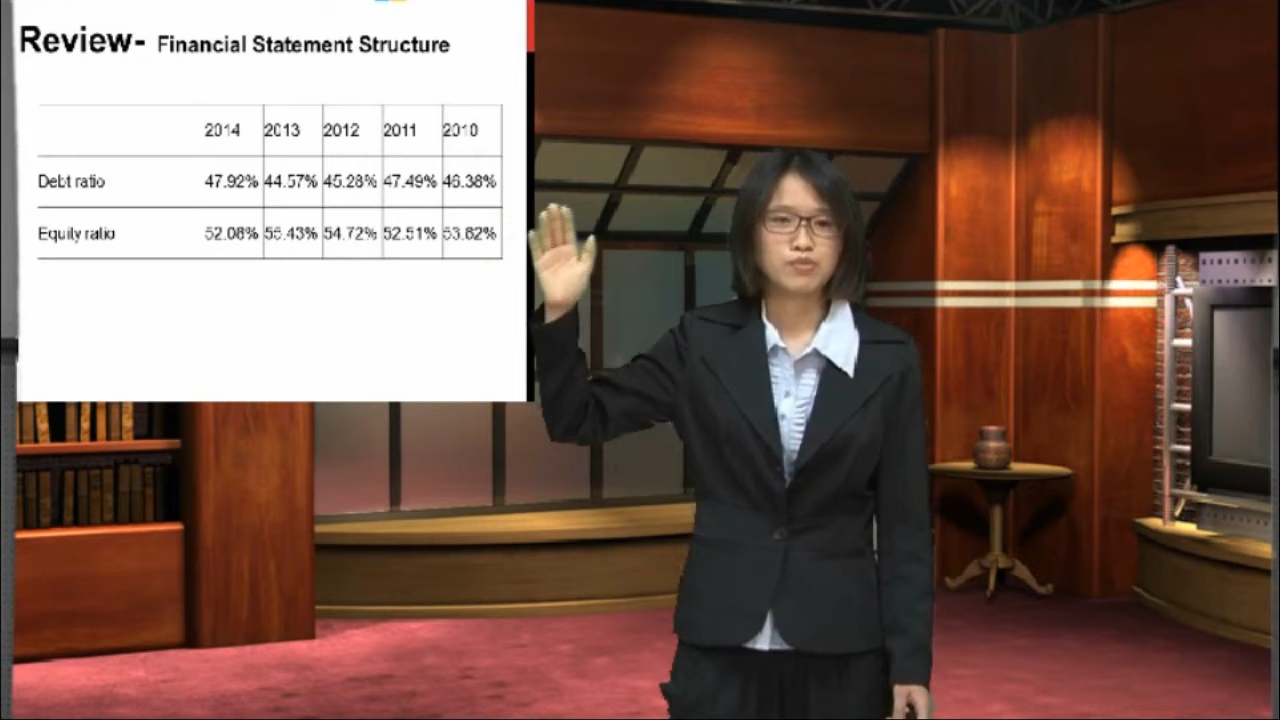 Review- Financial Statement Structure
2014 2013 2012 2011 2010
Debt ratio 47.92% 44.57% 45.28% 47.49% 46.38%
Equity ratio 52.08% 55.43% 54.72% 52.51% 53.62%